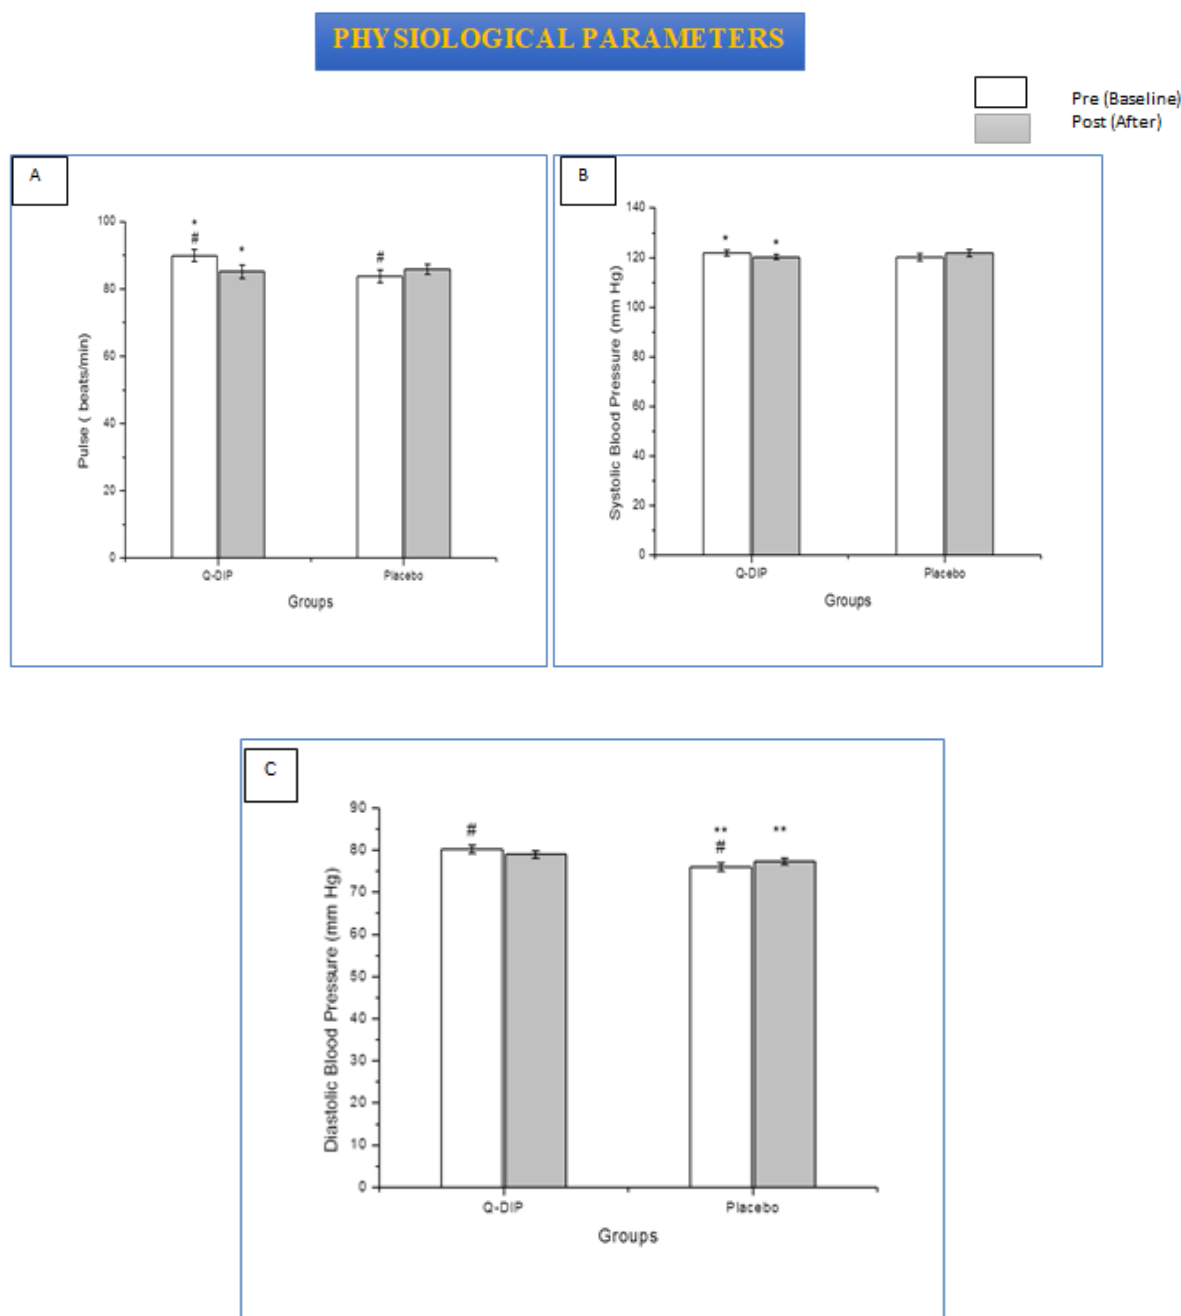 PHYSIOLOGICAL PARAMETERS
Pre (Baseline)
Post (After)
A
100
80
60
40
20
0
*
#
*
#
Pulse ( beats/min)
Q-DIP
Placebo
Groups
B
140
120
100
80
60
40
20
0
*
*
Systolic Blood Pressure (mm Hg)
Q-DIP
Placebo
Groups
C
90
80
70
60
50
40
30
20
10
0
#
**
#
**
Diastolic Blood Pressure (mm Hg)
Q-DIP
Placebo
Groups